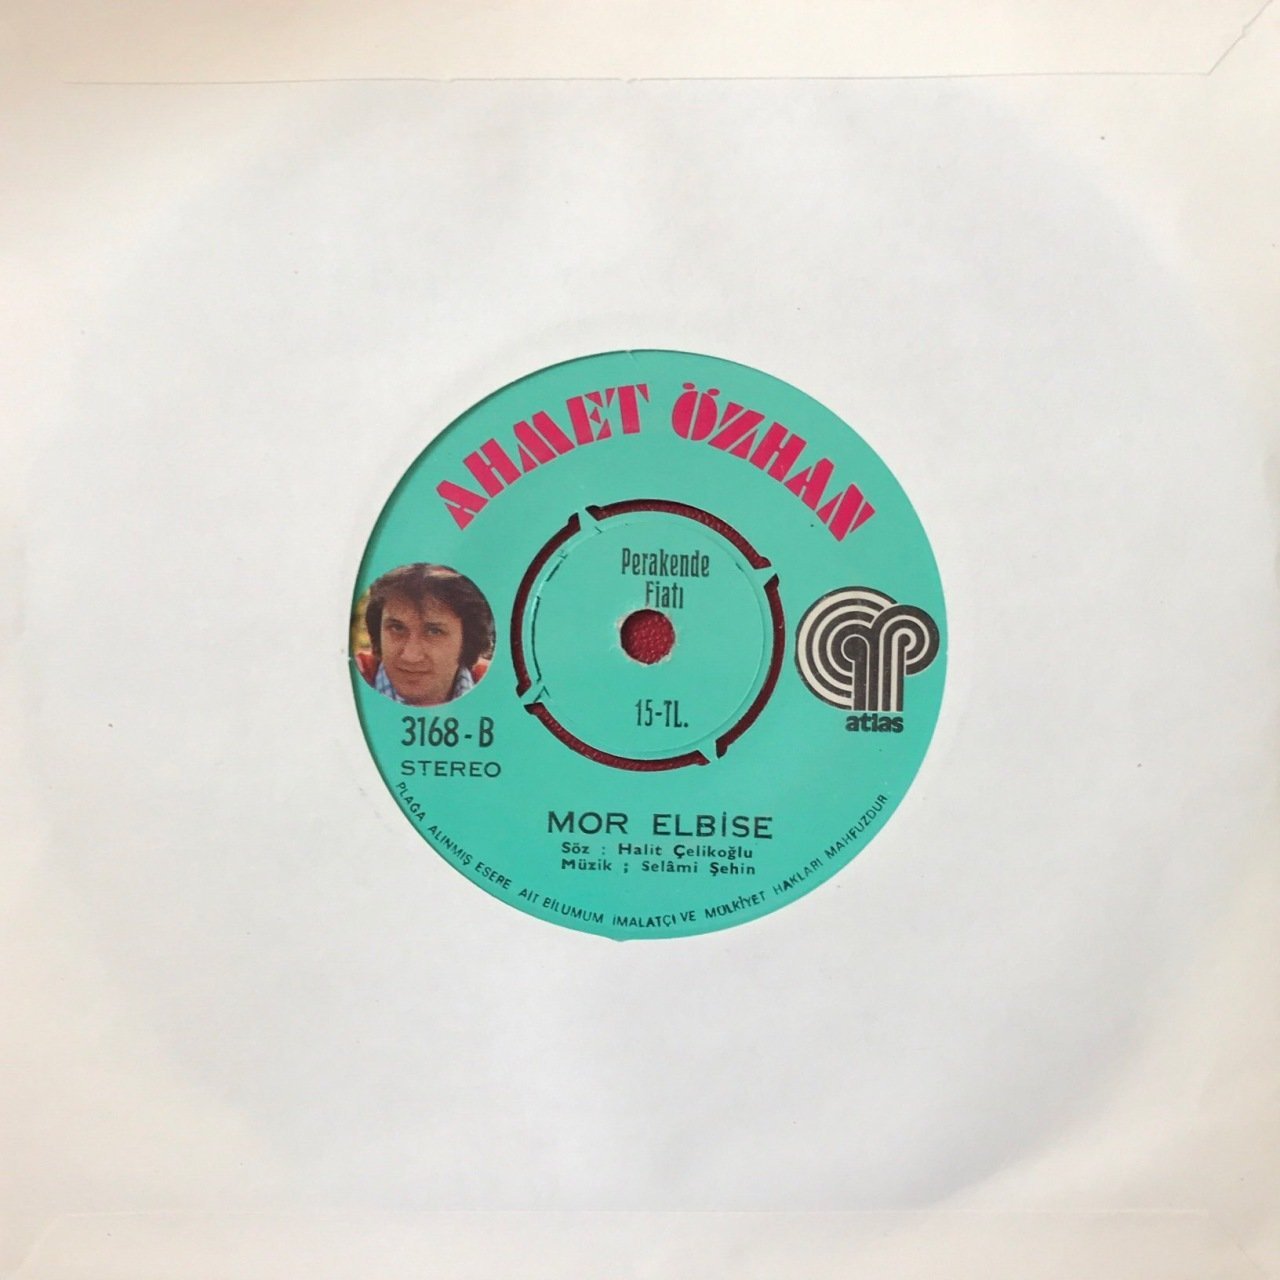 AHMET ÖZHAN
Perakende
Fiatı
15-TL.
atlas
3168-B
STEREO
MOR ELBİSE
Söz : Halit Çelikoğlu
Müzik ; Selâmi Şehin
PLAĞA ALINMIŞ ESERE AİT BİLUMUM İMALATÇI VE MÜLKİYET HAKLARI MAHFUZDUR